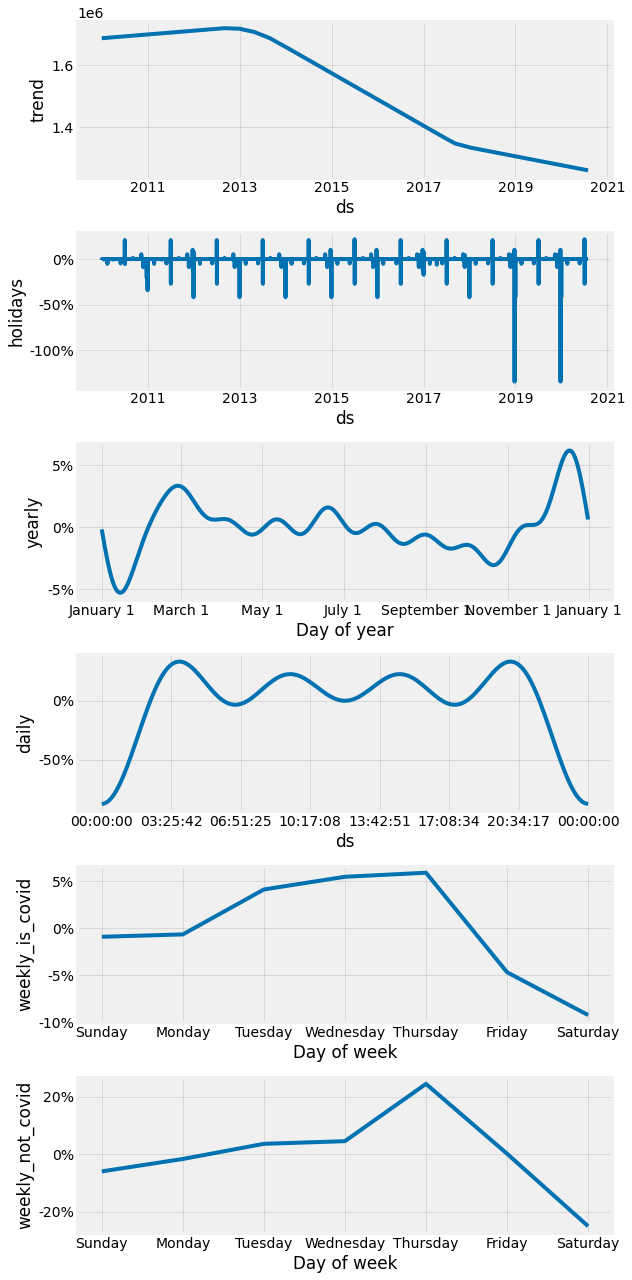 1e6
1.6
1.4
trend
2011 2013 2015 2017 2019 2021
ds
0%
-50%
-100%
holidays
2011 2013 2015 2017 2019 2021
ds
5%
0%
-5%
yearly
January 1 March 1 May 1 July 1 September 1 November 1 January 1
Day of year
0%
-50%
daily
00:00:00 03:25:42 06:51:25 10:17:08 13:42:51 17:08:34 20:34:17 00:00:00
ds
5%
0%
-5%
-10%
weekly_is_covid
Sunday Monday Tuesday Wednesday Thursday Friday Saturday
Day of week
20%
0%
-20%
weekly_not_covid
Sunday Monday Tuesday Wednesday Thursday Friday Saturday
Day of week